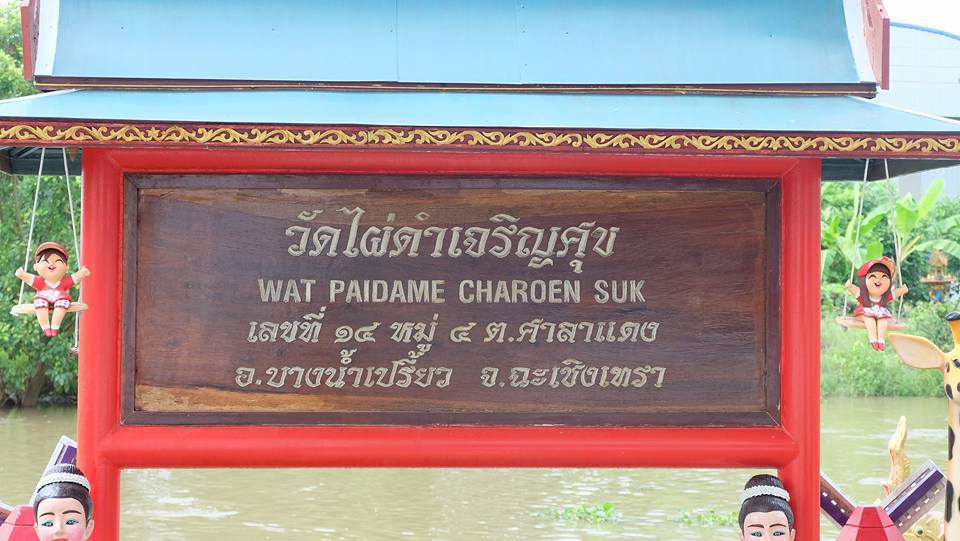 วัดไผ่ดำเจริญศุข
WAT PAIDAME CHAROEN SUK
เลขที่ ๑๔ หมู่ ๔ ต.ศาลาแดง
อ.บางน้ำเปรี้ยว จ.ฉะเชิงเทรา